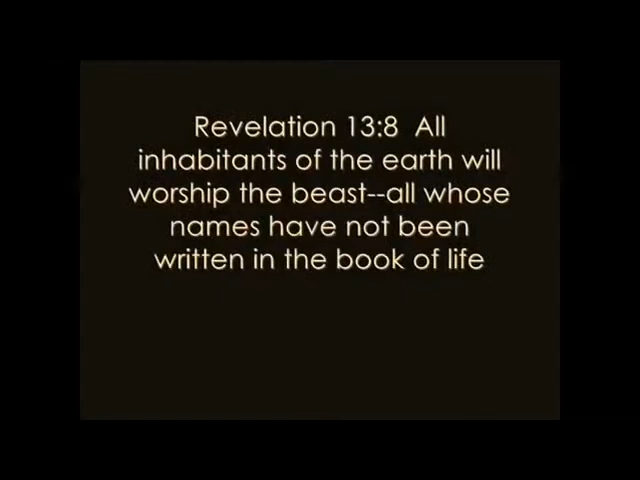 Revelation 13:8  All
inhabitants of the earth will
worship the beast--all whose
names have not been
written in the book of life